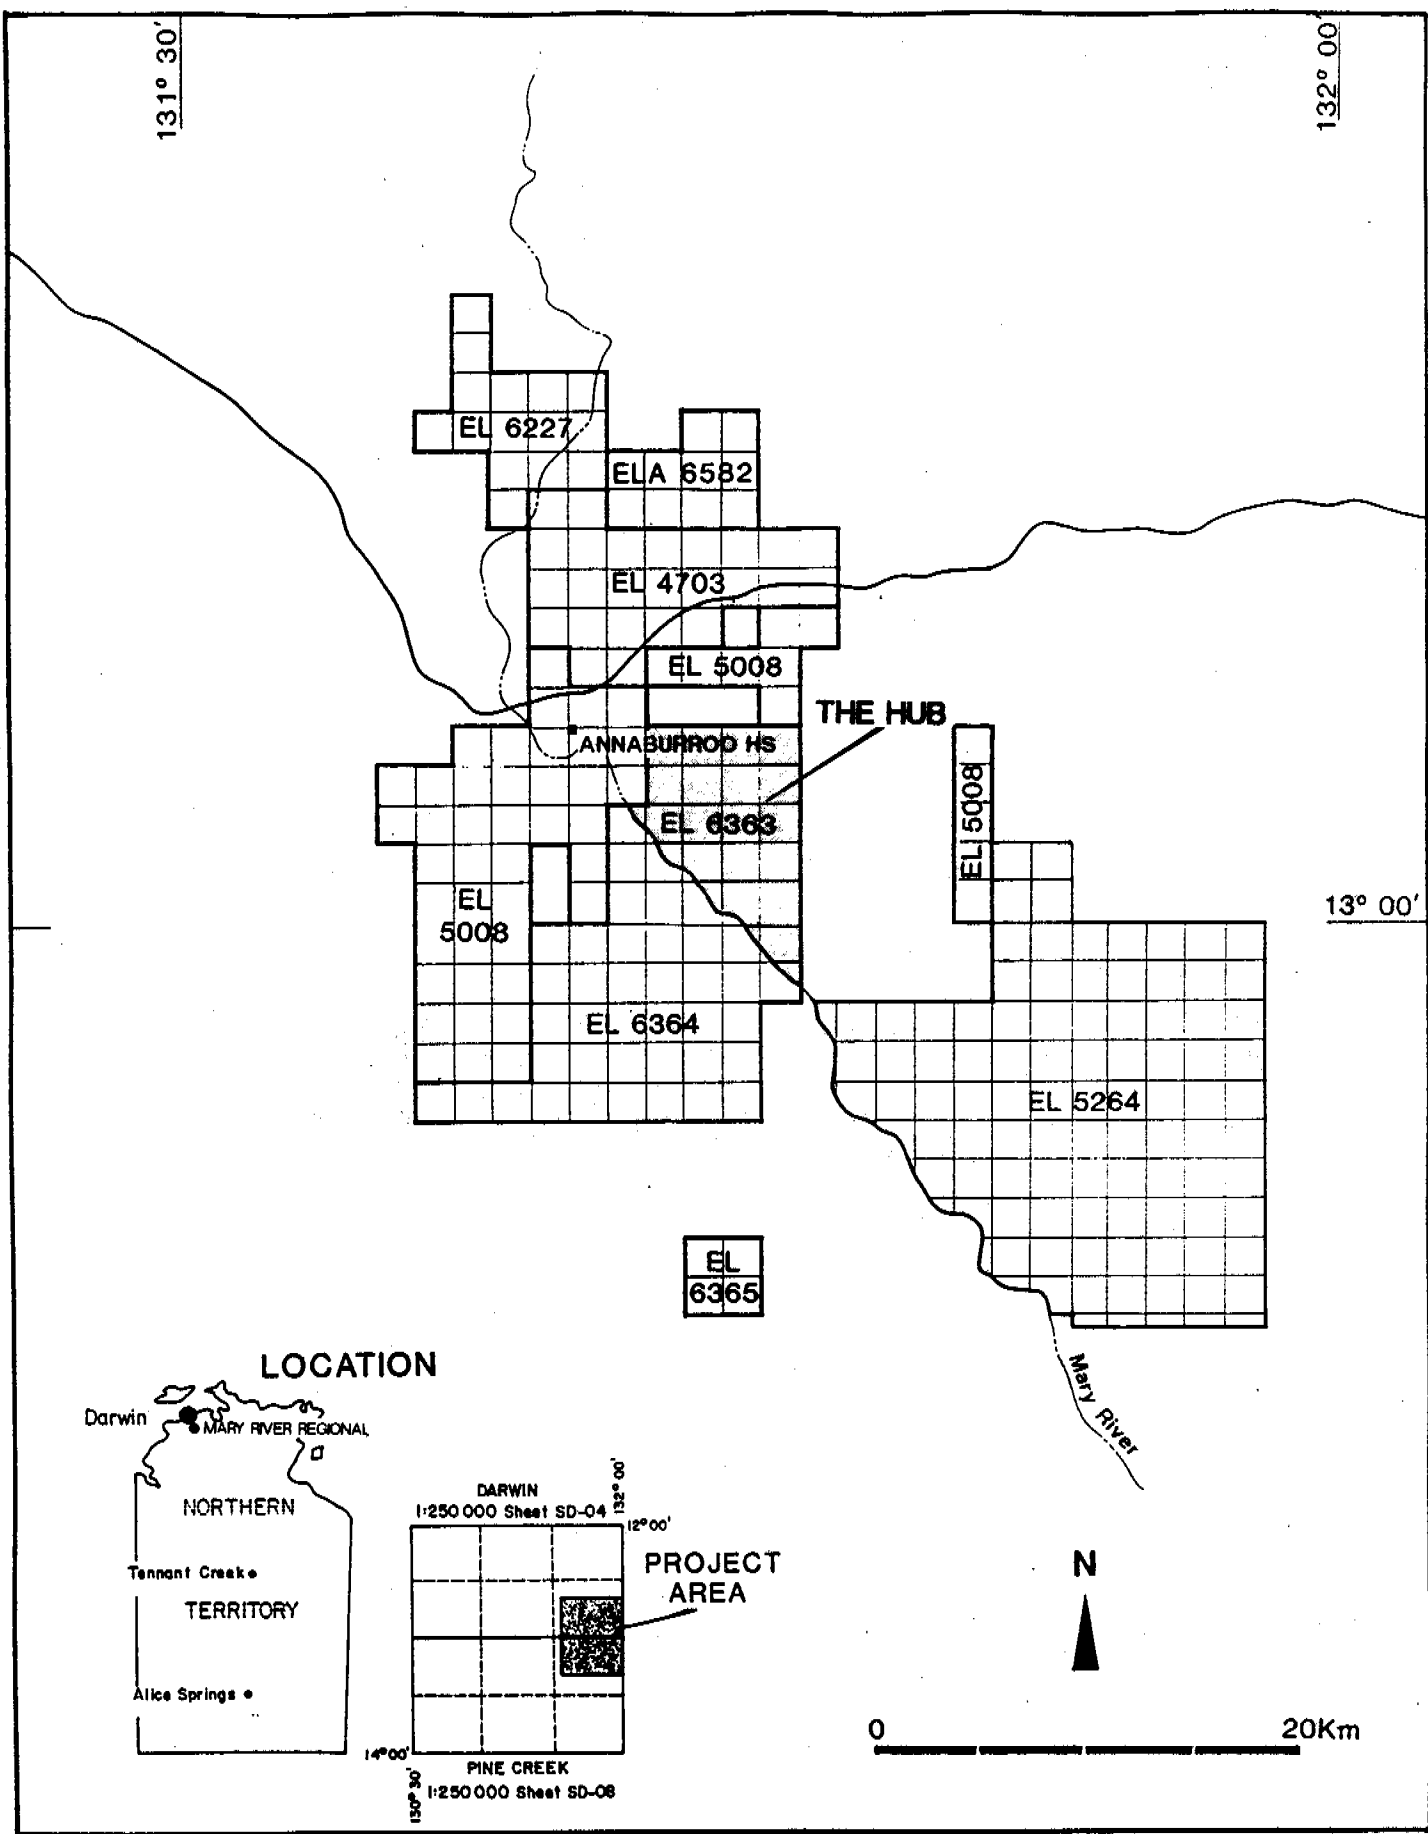 131° 30'
132° 00'
EL 6227
ELA 6582
EL 4703
EL 5008
THE HUB
ANNABURROO HS
EL 5008
EL 6363
EL
5008
13° 00'
EL 6364
EL 5264
EL
6365
Mary River
LOCATION
Darwin
MARY RIVER REGIONAL
NORTHERN
Tennant Creek
TERRITORY
Alice Springs
DARWIN
1:250 000 Sheet SD-04
132° 00'
12°00'
PROJECT
AREA
14°00'
130° 30'
PINE CREEK
1:250 000 Sheet SD-08
N
0
20Km